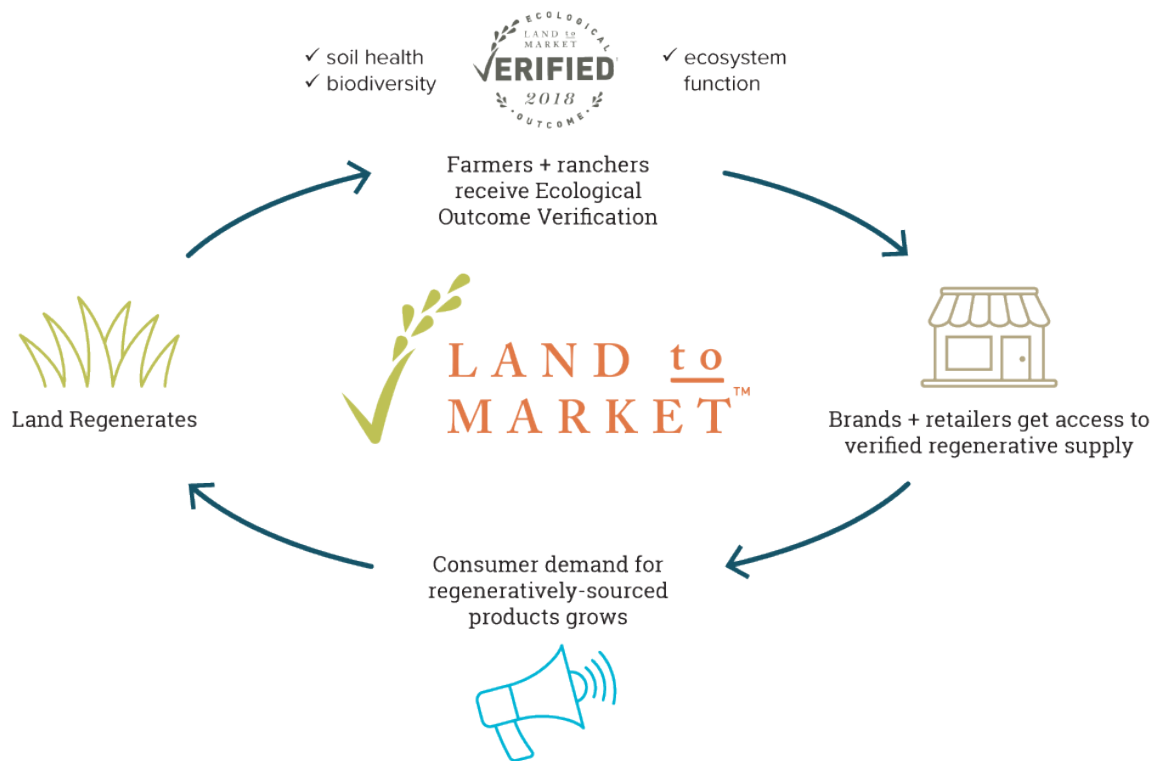 ECOLOGICAL
LAND to
MARKET
VERIFIED
2018
OUTCOME
✓ soil health
✓ biodiversity
✓ ecosystem
function
Farmers + ranchers
receive Ecological
Outcome Verification
Land Regenerates
LAND to
MARKET™
Brands + retailers get access to
verified regenerative supply
Consumer demand for
regeneratively-sourced
products grows